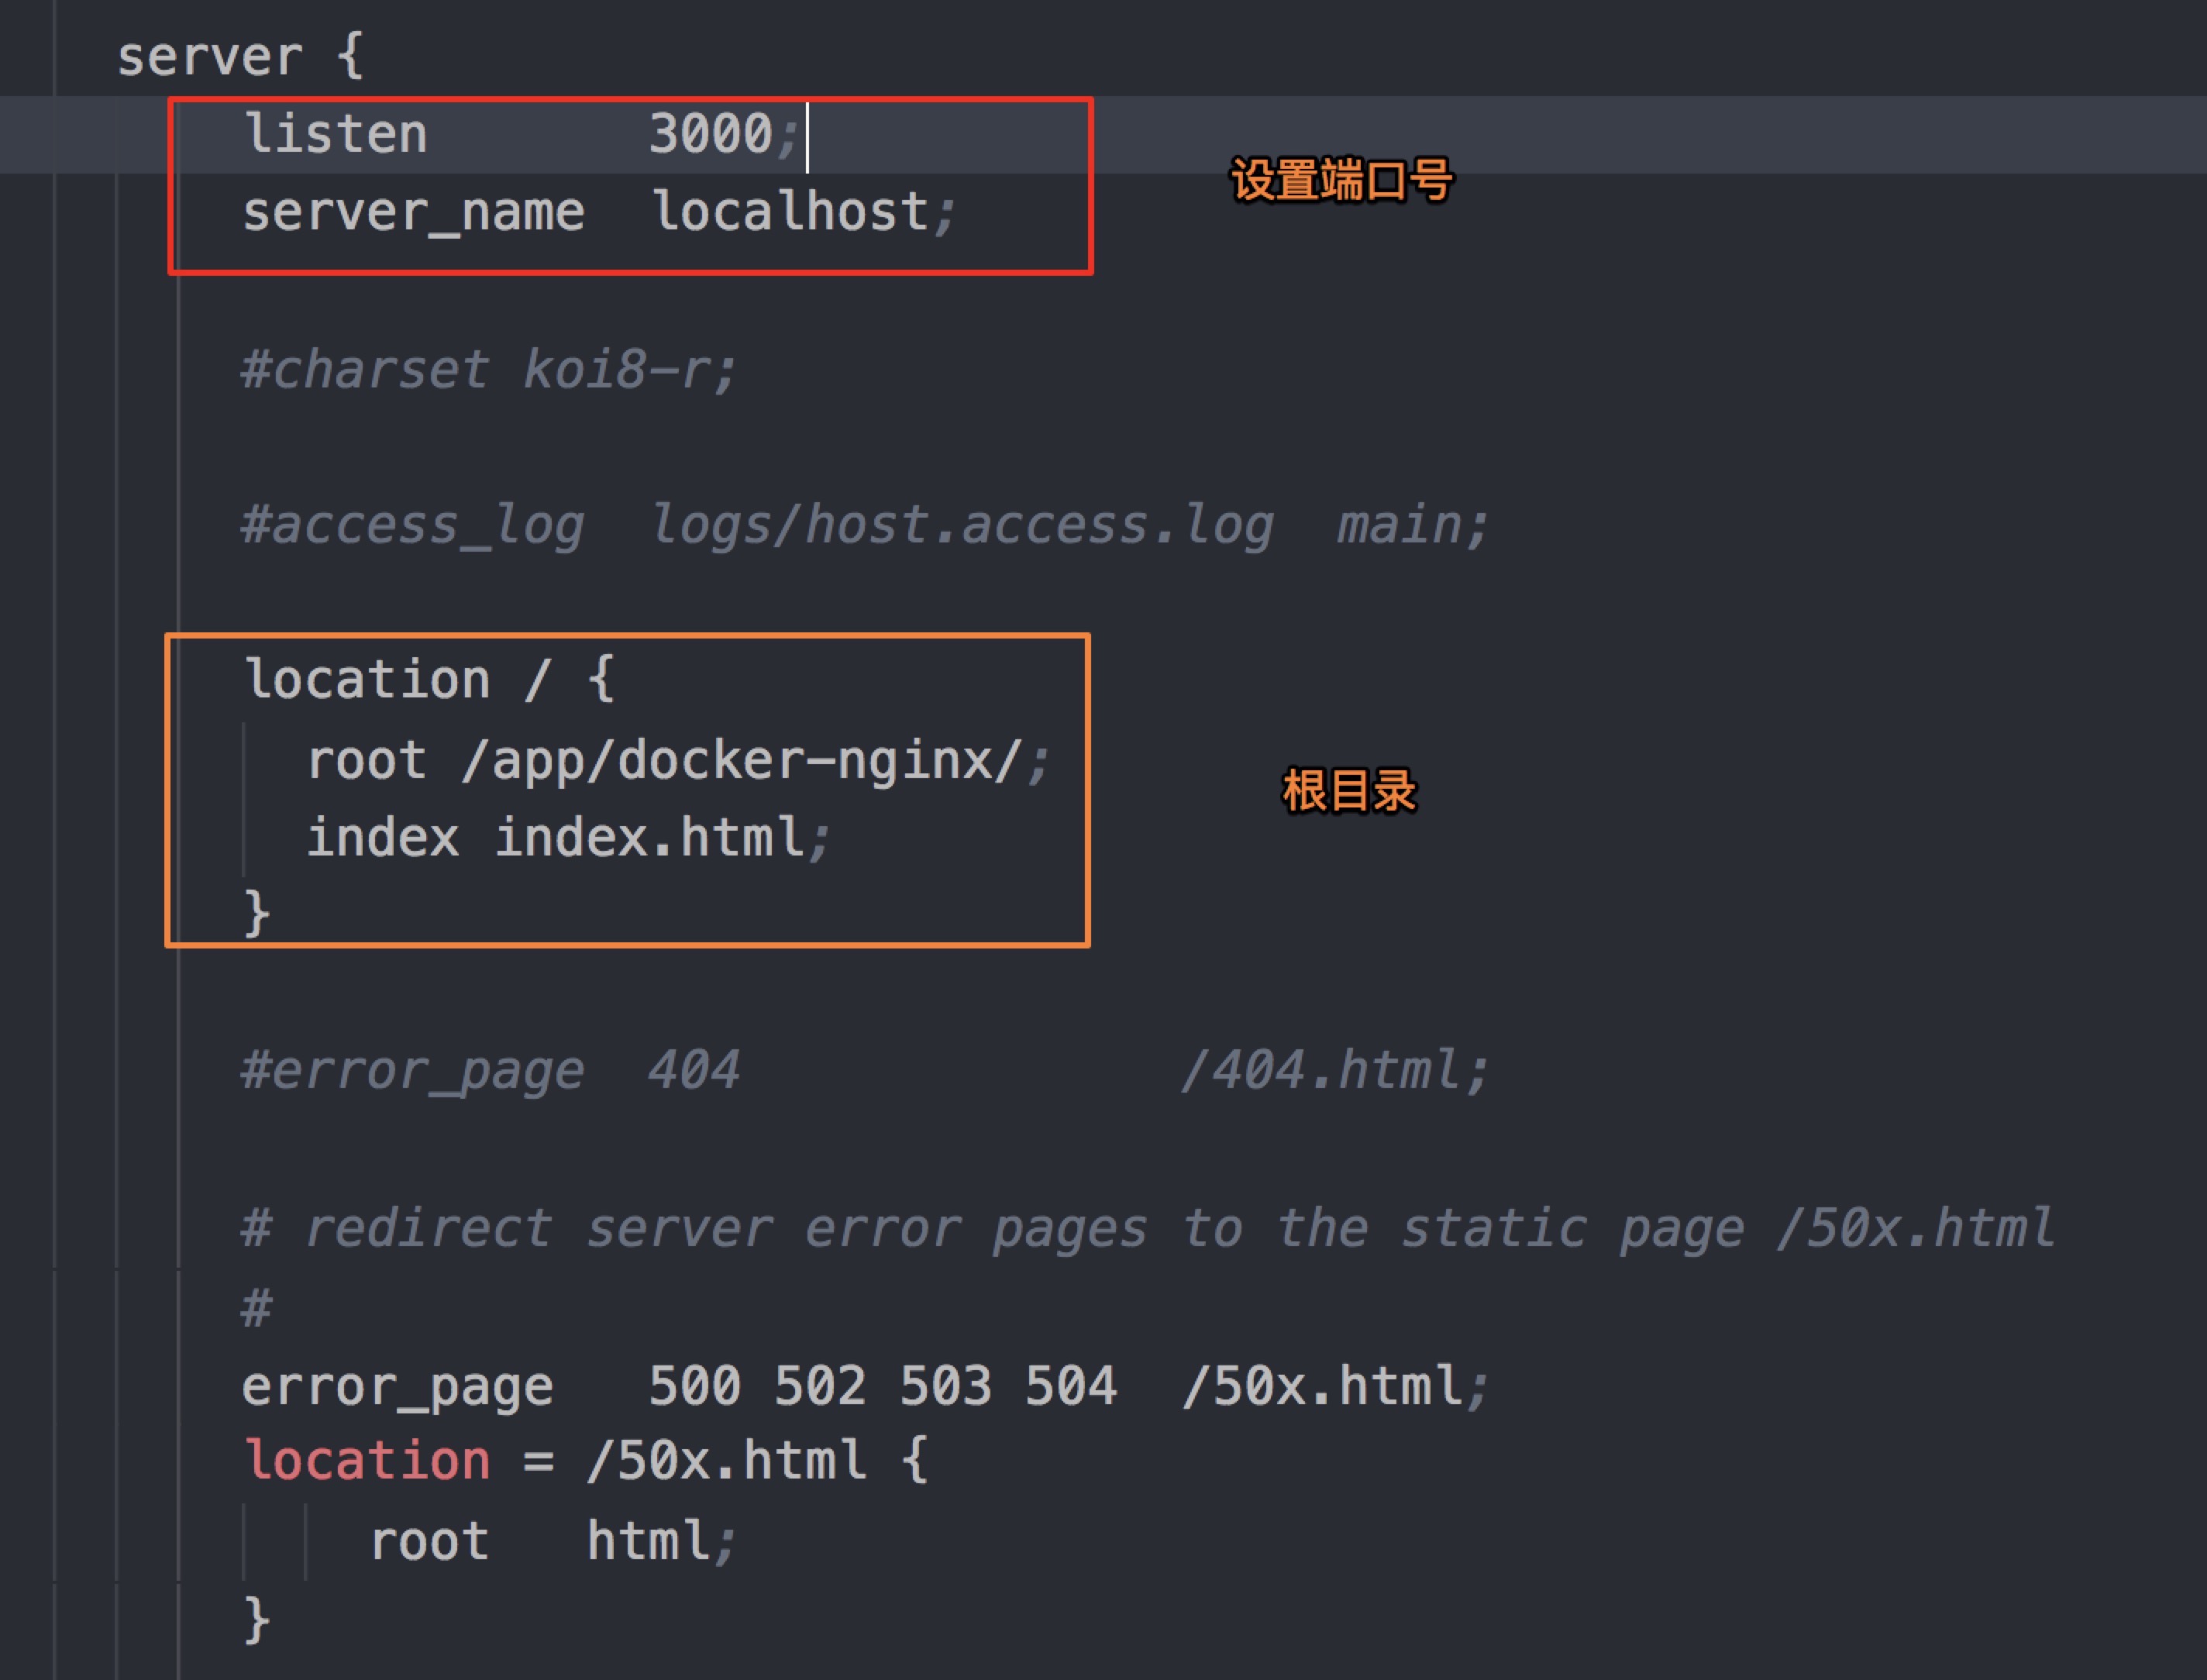 server {
listen 3000;
server_name localhost;
设置端口号
#charset koi8-r;
#access_log logs/host.access.log main;
location / {
root /app/docker-nginx/;
index index.html;
}
根目录
#error_page 404 /404.html;
# redirect server error pages to the static page /50x.html
#
error_page 500 502 503 504 /50x.html;
location = /50x.html {
root html;
}